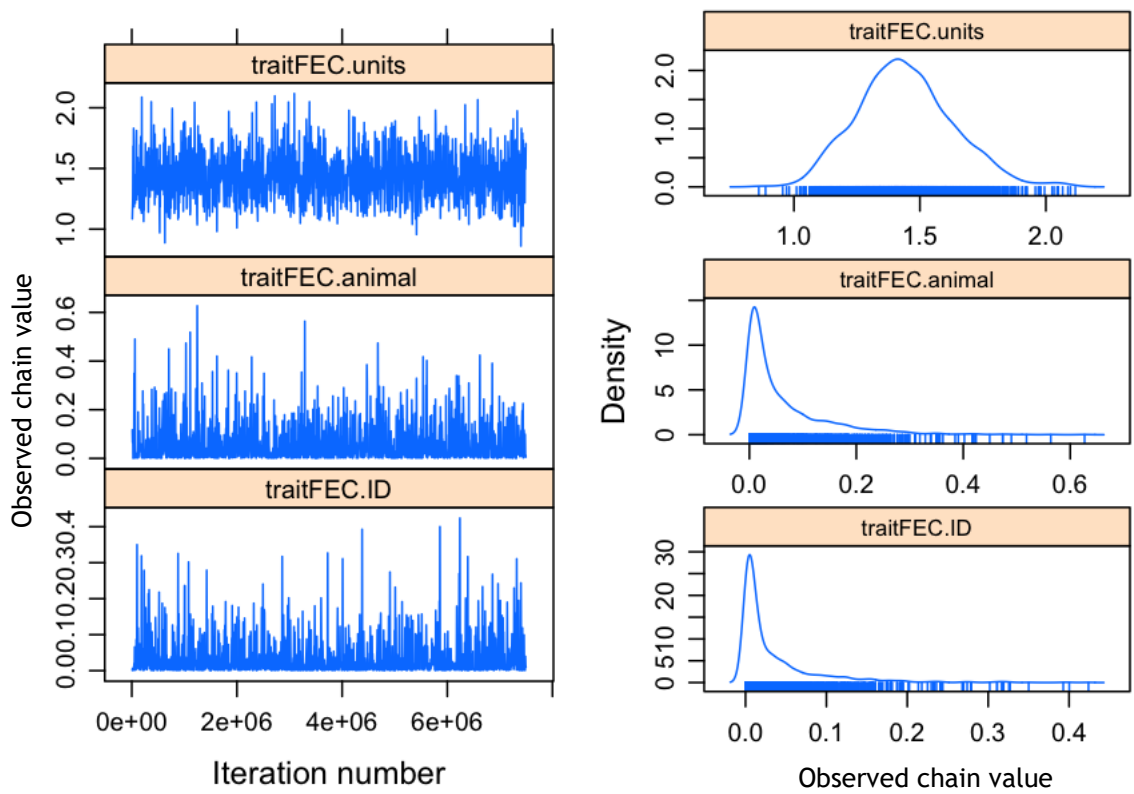 traitFEC.units
2.0
1.5
1.0
traitFEC.animal
0.6
0.4
0.2
0.0
traitFEC.ID
0.00.10.20.30.4
0e+00 2e+06 4e+06 6e+06
Iteration number
Observed chain value
traitFEC.units
2.0
1.0
0.0
1.0 1.5 2.0
traitFEC.animal
10
5
0
0.0 0.2 0.4 0.6
traitFEC.ID
30
20
0 510
0.0 0.1 0.2 0.3 0.4
Density
Observed chain value